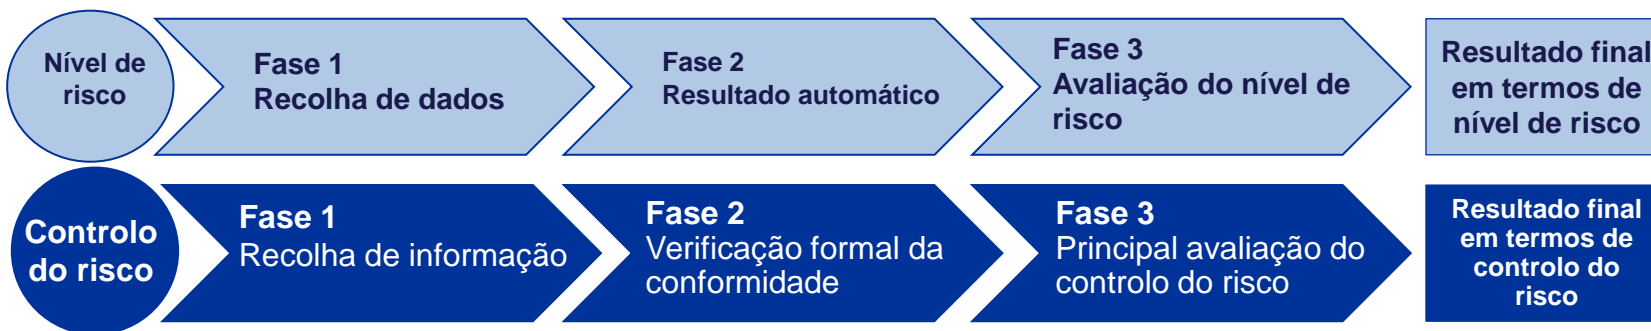 Nível de
risco
Fase 1
Recolha de dados
Fase 2
Resultado automático
Fase 3
Avaliação do nível de
risco
Resultado final
em termos de
nível de risco
Controlo
do risco
Fase 1
Recolha de informação
Fase 2
Verificação formal da
conformidade
Fase 3
Principal avaliação do
controlo do risco
Resultado final
em termos de
controlo do
risco